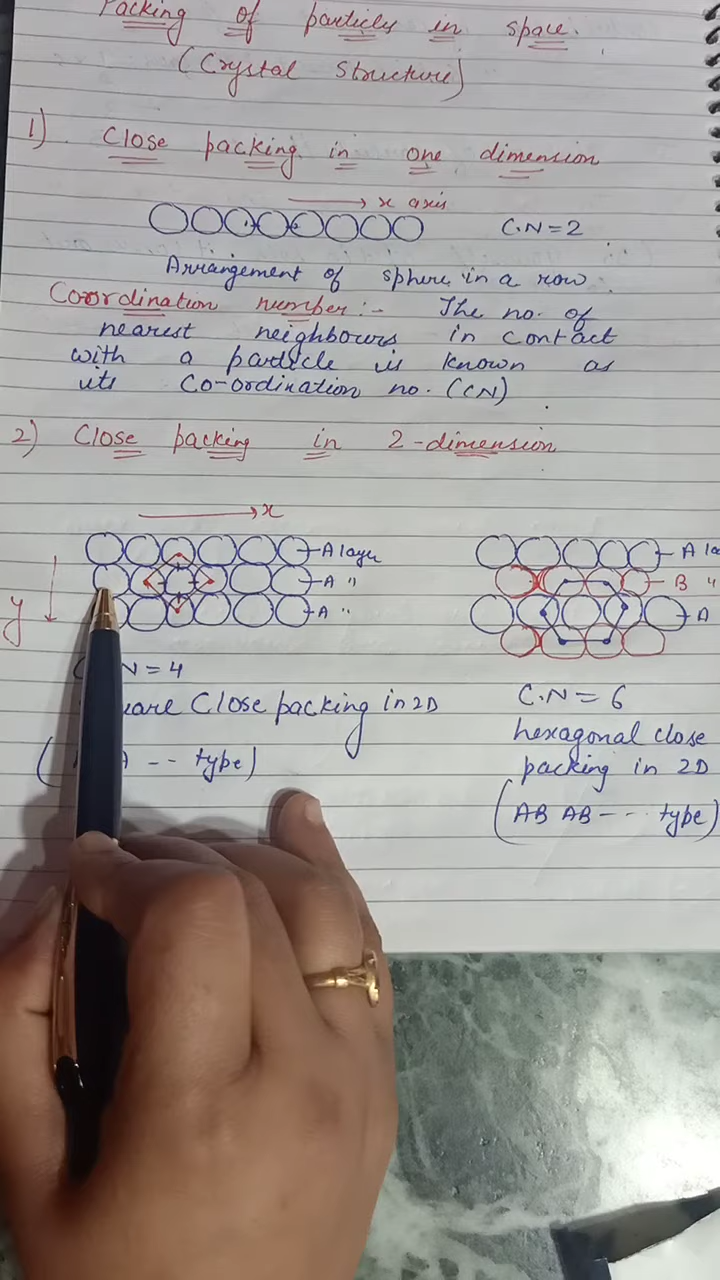 Packing of particles in space.
(Crystal Structure)
1) Close packing in one dimension
x axis
C.N = 2
Arrangement of sphere in a row.
Coordination number :- The no. of
nearest neighbours in contact
with a particle is known as
its Co-ordination no. (CN)
2) Close packing in 2-dimension
x
y
A layer
A "
A "
N = 4
Close packing in 2D
-- type)
A la
B "
A
C.N = 6
hexagonal close
packing in 2D
(AB AB --- type)